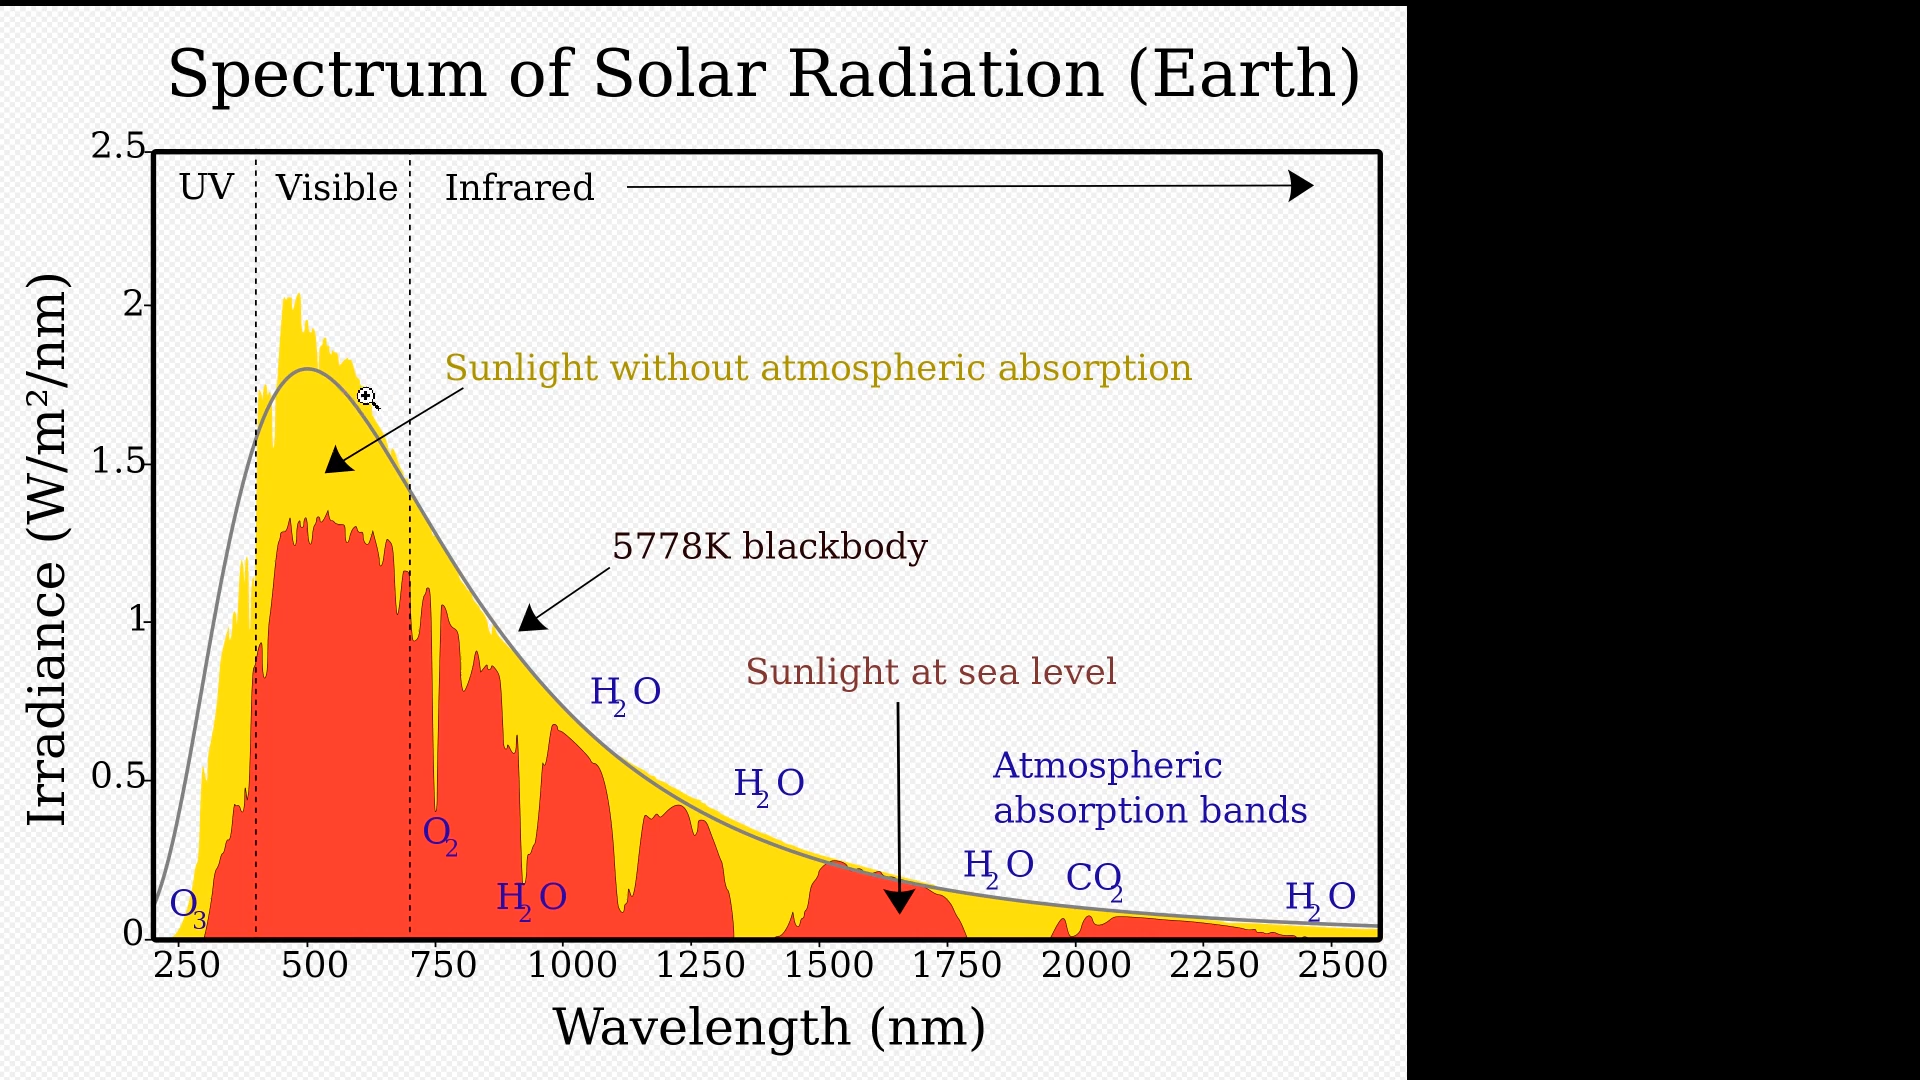 Spectrum of Solar Radiation (Earth)
2.5
UV Visible Infrared
2
Sunlight without atmospheric absorption
1.5
5778K blackbody
1
Sunlight at sea level
H₂O
Atmospheric
absorption bands
H₂O
0.5
O₂
H₂O
CO₂
O₃
H₂O
H₂O
0
250 500 750 1000 1250 1500 1750 2000 2250 2500
Wavelength (nm)
Irradiance (W/m²/nm)